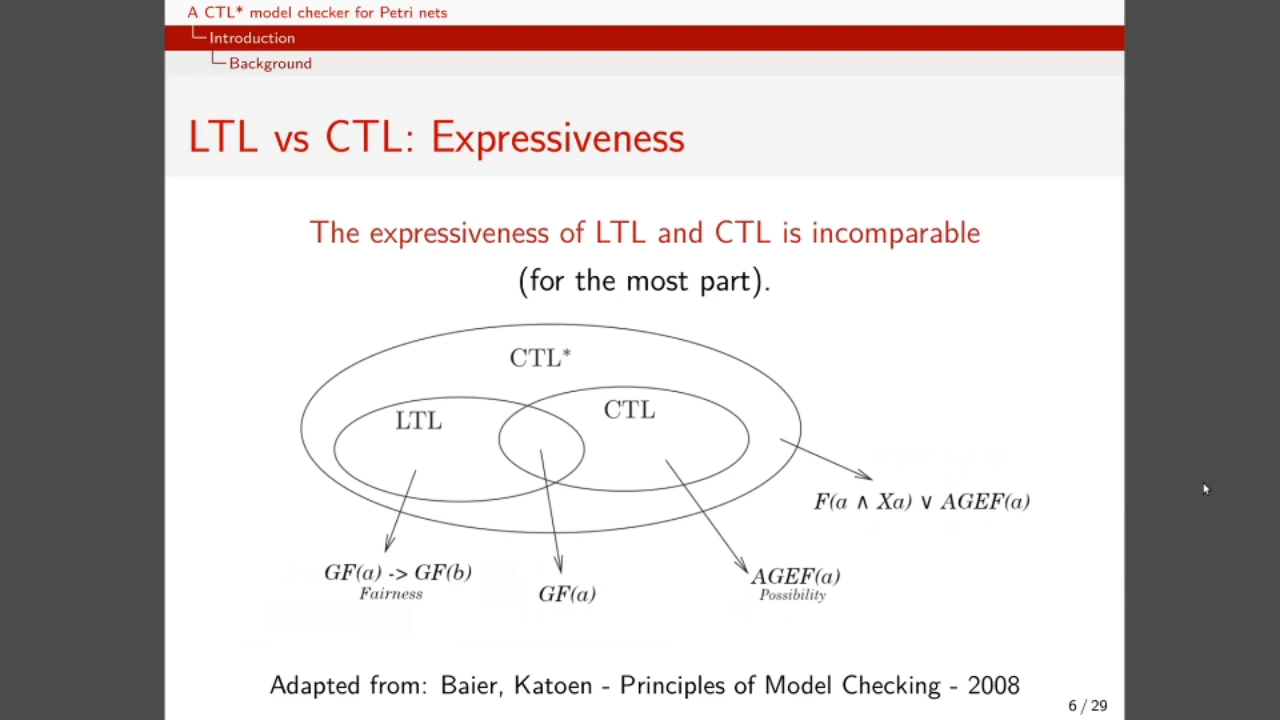 A CTL* model checker for Petri nets
Introduction
Background
LTL vs CTL: Expressiveness
The expressiveness of LTL and CTL is incomparable
(for the most part).
CTL*
LTL
CTL
F(a ∧ Xa) ∨ AGEF(a)
GF(a) -> GF(b)
Fairness
GF(a)
AGEF(a)
Possibility
Adapted from: Baier, Katoen - Principles of Model Checking - 2008
6 / 29